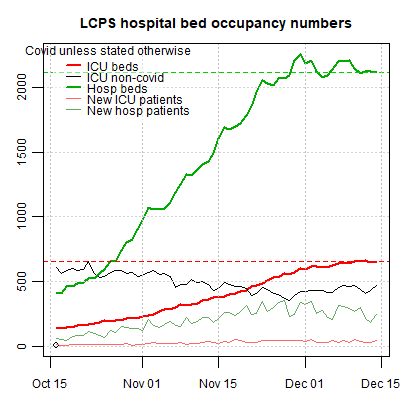 LCPS hospital bed occupancy numbers
Covid unless stated otherwise
ICU beds
ICU non-covid
Hosp beds
New ICU patients
New hosp patients
2000
1500
1000
500
0
Oct 15 Nov 01 Nov 15 Dec 01 Dec 15